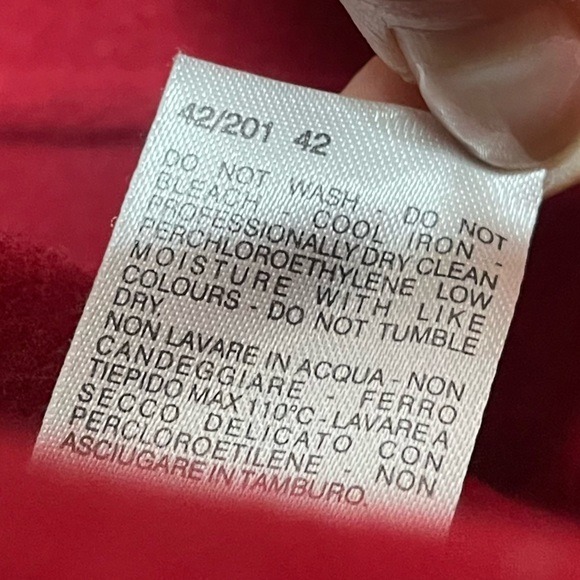 42/201 42
DO NOT WASH - DO NOT
BLEACH - COOL IRON -
PROFESSIONALLY DRY CLEAN
PERCHLOROETHYLENE LOW
MOISTURE WITH LIKE
COLOURS - DO NOT TUMBLE
DRY.
NON LAVARE IN ACQUA - NON
CANDEGGIARE - FERRO
TIEPIDO MAX 110°C - LAVARE A
SECCO DELICATO CON
PERCLOROETILENE - NON
ASCIUGARE IN TAMBURO.